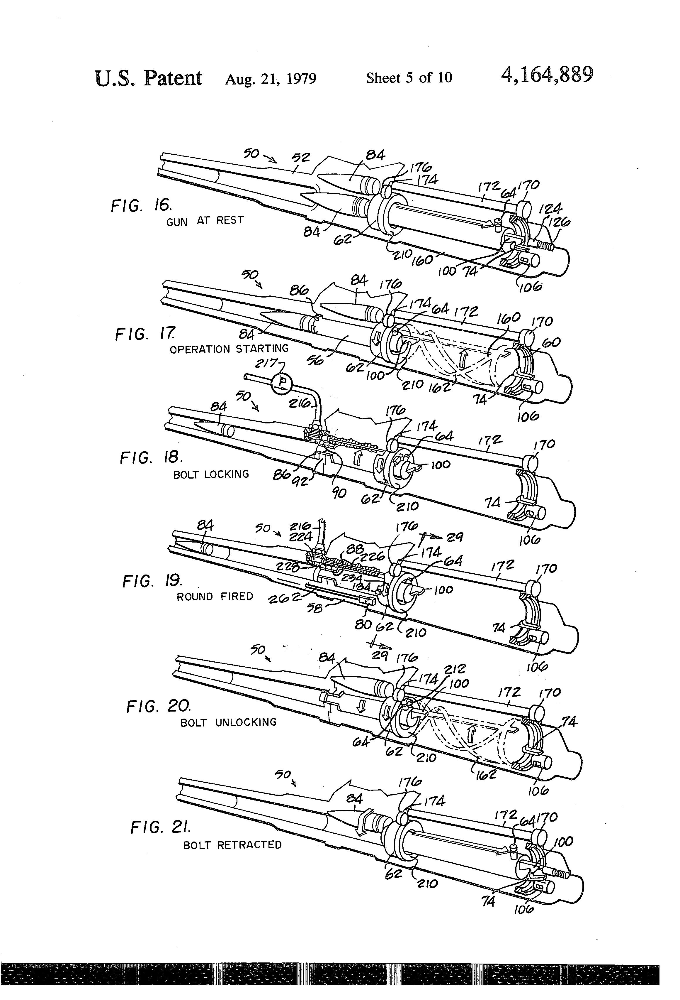 U.S. Patent Aug. 21, 1979 Sheet 5 of 10 4,164,889
50 52 84 176 174 172 64 170 124 126
FIG. 16.
GUN AT REST
84 62 210 160 100 74 106
50 86 84 176 174 64 172 160 170 60
FIG. 17.
84
OPERATION STARTING
56 62 100 210 162 74 106
217 P
50 84 216 176 174 64 172 170
FIG. 18.
BOLT LOCKING
86 92 90 62 210 100 74 106
84 50 216 224 88 226 176 29 174 64 172 170
228 234 184
FIG. 19.
ROUND FIRED
262 58 80 62 210 100 74 106
29
50 84 176 174 212 100 172 170 74
FIG. 20.
BOLT UNLOCKING
64 62 210 162 106
50 84 176 174 172 64 170 100
FIG. 21.
BOLT RETRACTED
62 210 74 106